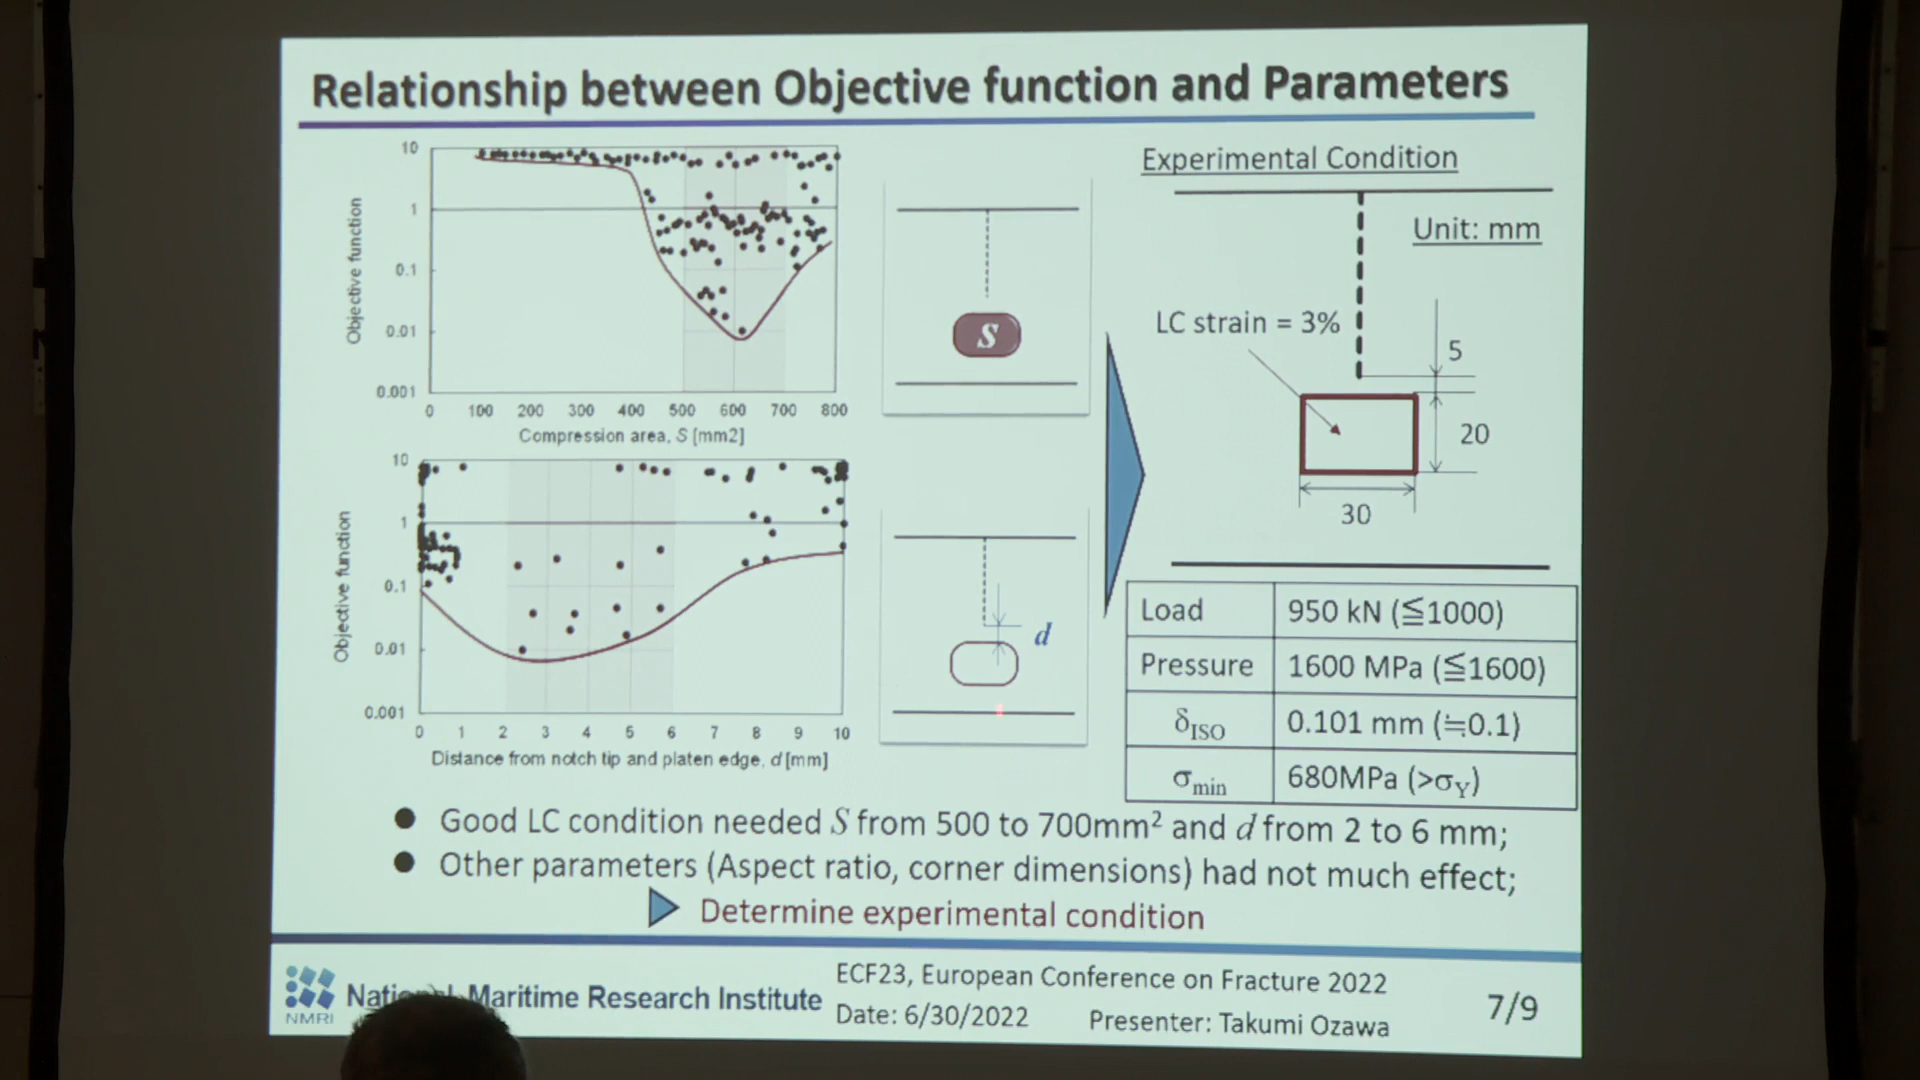 Relationship between Objective function and Parameters
10
1
0.1
0.01
0.001
Objective function
0 100 200 300 400 500 600 700 800
Compression area, S [mm2]
S
10
1
0.1
0.01
0.001
Objective function
0 1 2 3 4 5 6 7 8 9 10
Distance from notch tip and platen edge, d [mm]
d
Experimental Condition
Unit: mm
LC strain = 3%
5
20
30
Load 950 kN (≦1000)
Pressure 1600 MPa (≦1600)
δISO 0.101 mm (≒0.1)
σmin 680MPa (>σY)
● Good LC condition needed S from 500 to 700mm² and d from 2 to 6 mm;
● Other parameters (Aspect ratio, corner dimensions) had not much effect;
Determine experimental condition
NMRI
Maritime Research Institute
ECF23, European Conference on Fracture 2022
Date: 6/30/2022 Presenter: Takumi Ozawa
7/9